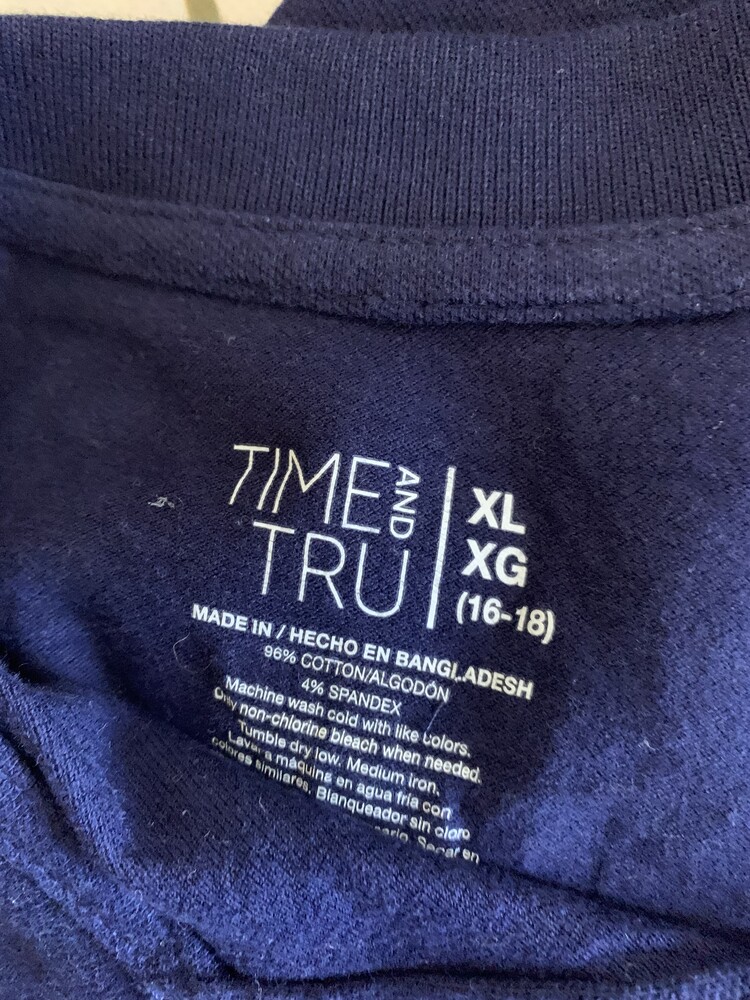 TIME AND
TRU
XL
XG
(16-18)
MADE IN / HECHO EN BANGLADESH
96% COTTON/ALGODÓN
4% SPANDEX
Machine wash cold with like colors.
Only non-chlorine bleach when needed.
Tumble dry low. Medium iron.
Lavar a máquina en agua fría con
colores similares. Blanqueador sin cloro
Secar en